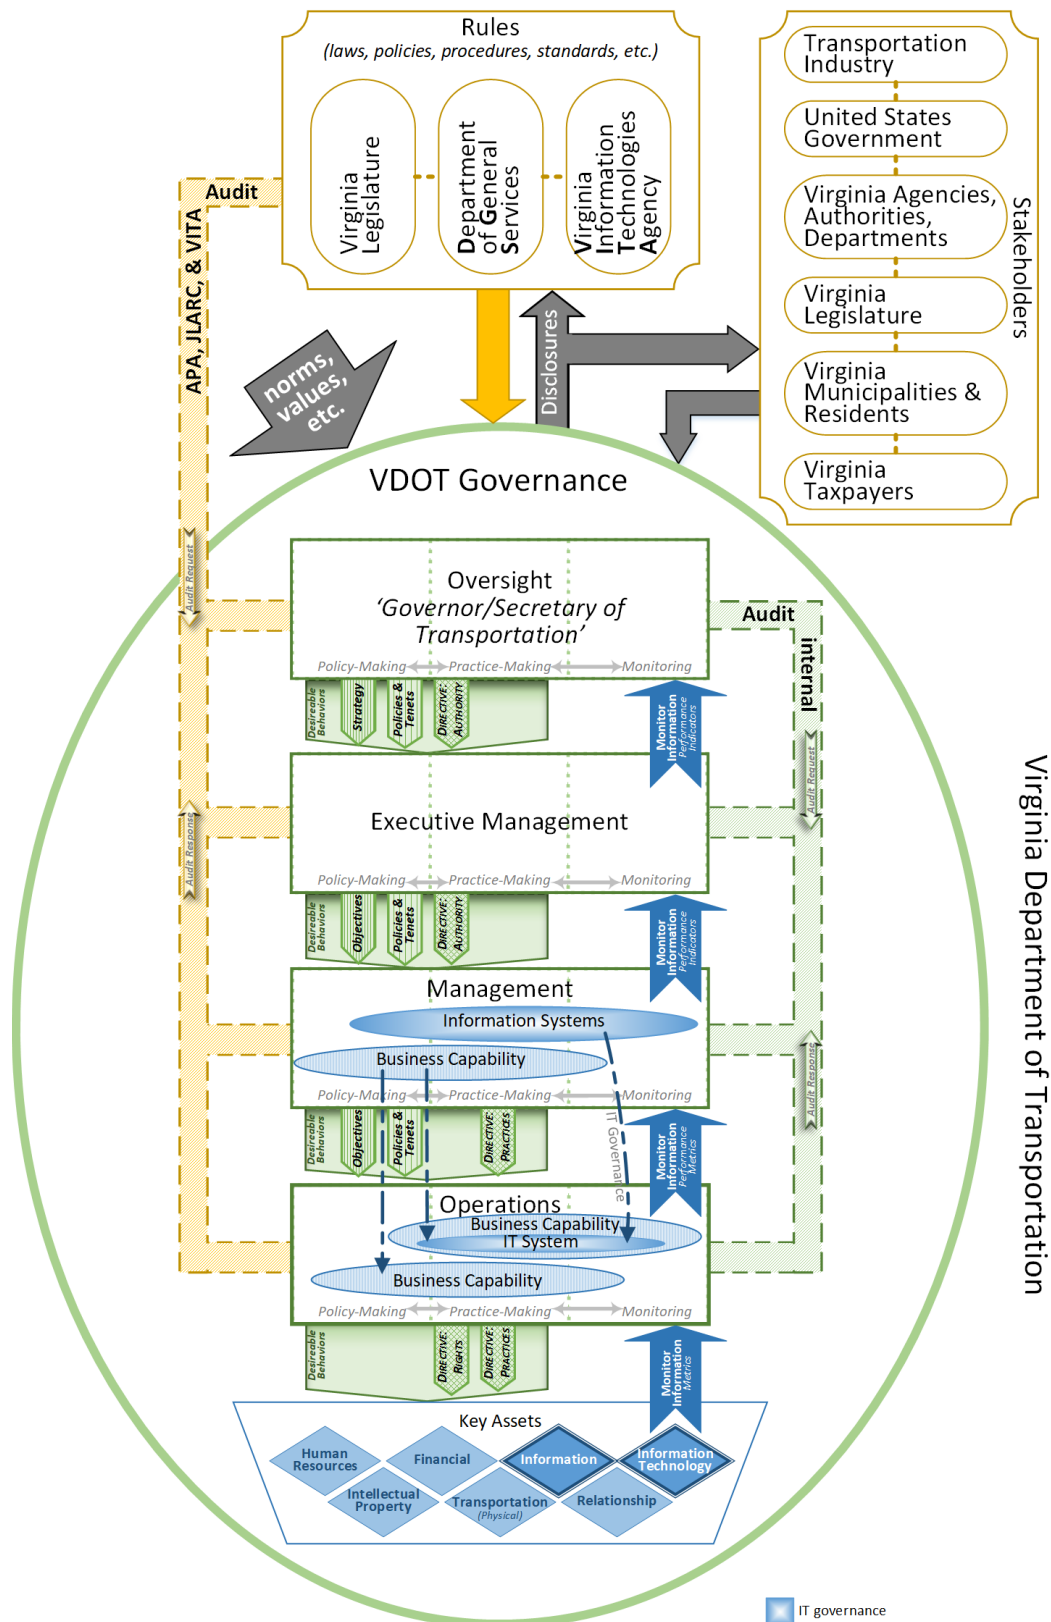 Rules
(laws, policies, procedures, standards, etc.)
Virginia
Legislature
Department
of General
Services
Virginia
Information
Technologies
Agency
Transportation
Industry
United States
Government
Virginia Agencies,
Authorities,
Departments
Virginia
Legislature
Virginia
Municipalities &
Residents
Virginia
Taxpayers
Stakeholders
Audit
APA, JLARC, & VITA
norms,
values,
etc.
Disclosures
VDOT Governance
Audit Request
Oversight
‘Governor/Secretary of
Transportation’
Policy-Making
Practice-Making
Monitoring
Audit
internal
Desireable
Behaviors
Strategy
Policies &
Tenets
DIRECTIVE:
AUTHORITY
Monitor
Information
Performance
Indicators
Audit Request
Executive Management
Policy-Making
Practice-Making
Monitoring
Audit Response
Desireable
Behaviors
Objectives
Policies &
Tenets
DIRECTIVE:
AUTHORITY
Monitor
Information
Performance
Indicators
Management
Information Systems
Business Capability
Policy-Making
Practice-Making
Monitoring
Audit Response
Desireable
Behaviors
Objectives
Policies &
Tenets
DIRECTIVE:
PRACTICES
IT Governance
Monitor
Information
Performance
Metrics
Operations
Business Capability
IT System
Business Capability
Policy-Making
Practice-Making
Monitoring
Desireable
Behaviors
DIRECTIVE:
RIGHTS
DIRECTIVE:
PRACTICES
Monitor
Information
Metrics
Key Assets
Human
Resources
Financial
Information
Information
Technology
Intellectual
Property
Transportation
(Physical)
Relationship
Virginia Department of Transportation
IT governance